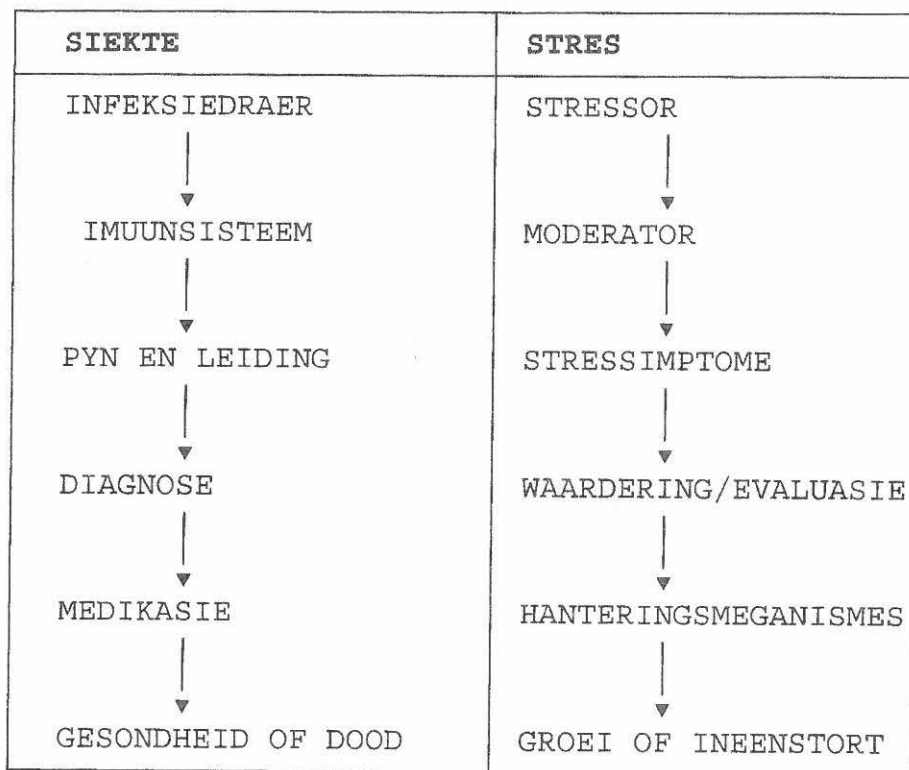 SIEKTE STRES
INFEKSIEDRAER STRESSOR
IMUUNSISTEEM MODERATOR
PYN EN LEIDING STRESSIMPTOME
DIAGNOSE WAARDERING/EVALUASIE
MEDIKASIE HANTERINGSMEGANISMES
GESONDHEID OF DOOD GROEI OF INEENSTORT